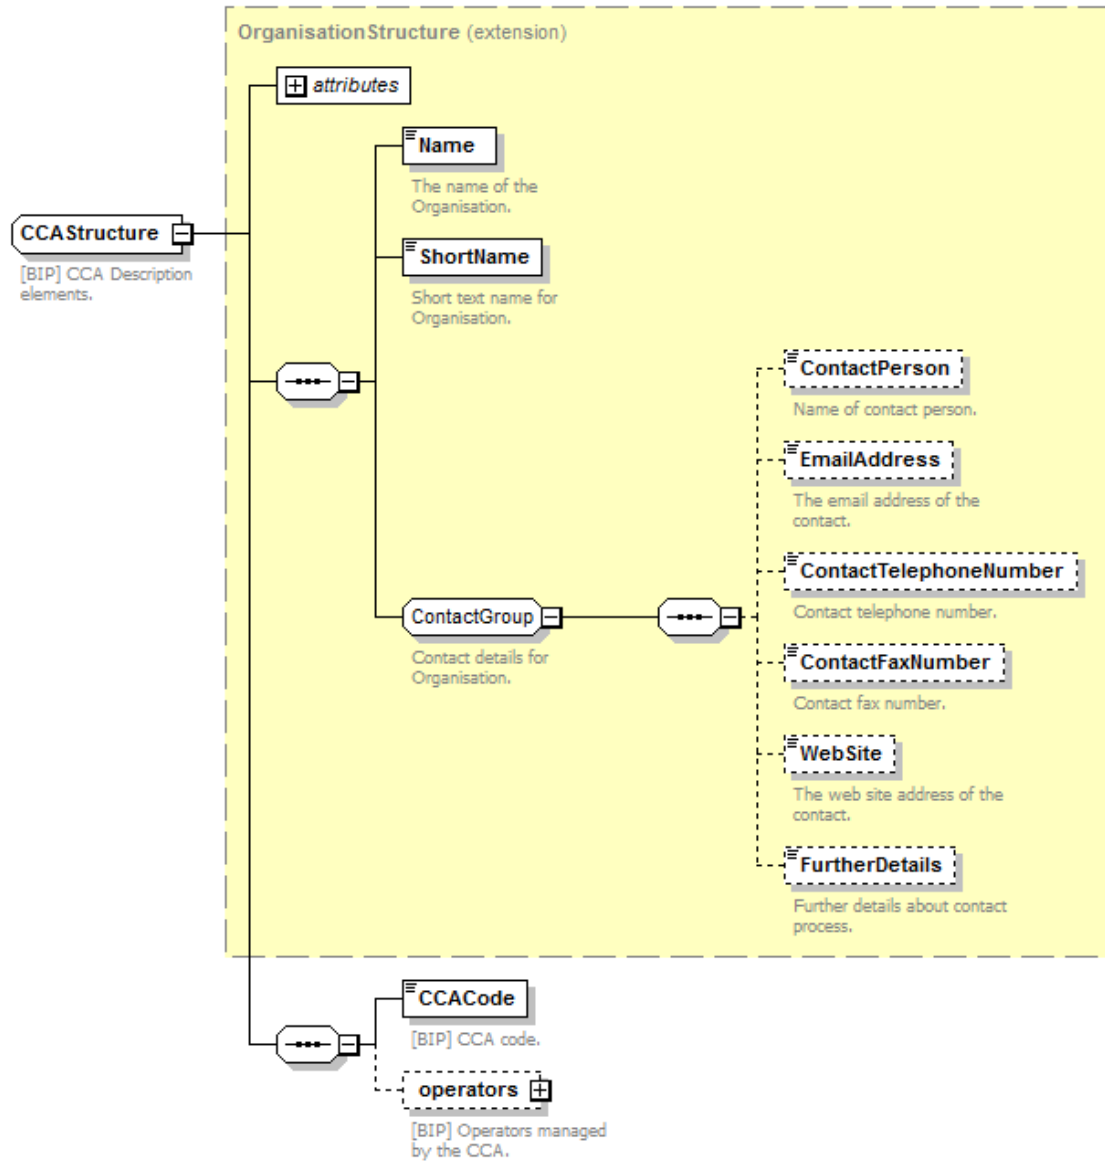 OrganisationStructure (extension)
attributes
Name
The name of the
Organisation.
CCAStructure
[BIP] CCA Description
elements.
ShortName
Short text name for
Organisation.
ContactPerson
Name of contact person.
EmailAddress
The email address of the
contact.
ContactTelephoneNumber
Contact telephone number.
ContactGroup
Contact details for
Organisation.
ContactFaxNumber
Contact fax number.
WebSite
The web site address of the
contact.
FurtherDetails
Further details about contact
process.
CCACode
[BIP] CCA code.
operators
[BIP] Operators managed
by the CCA.